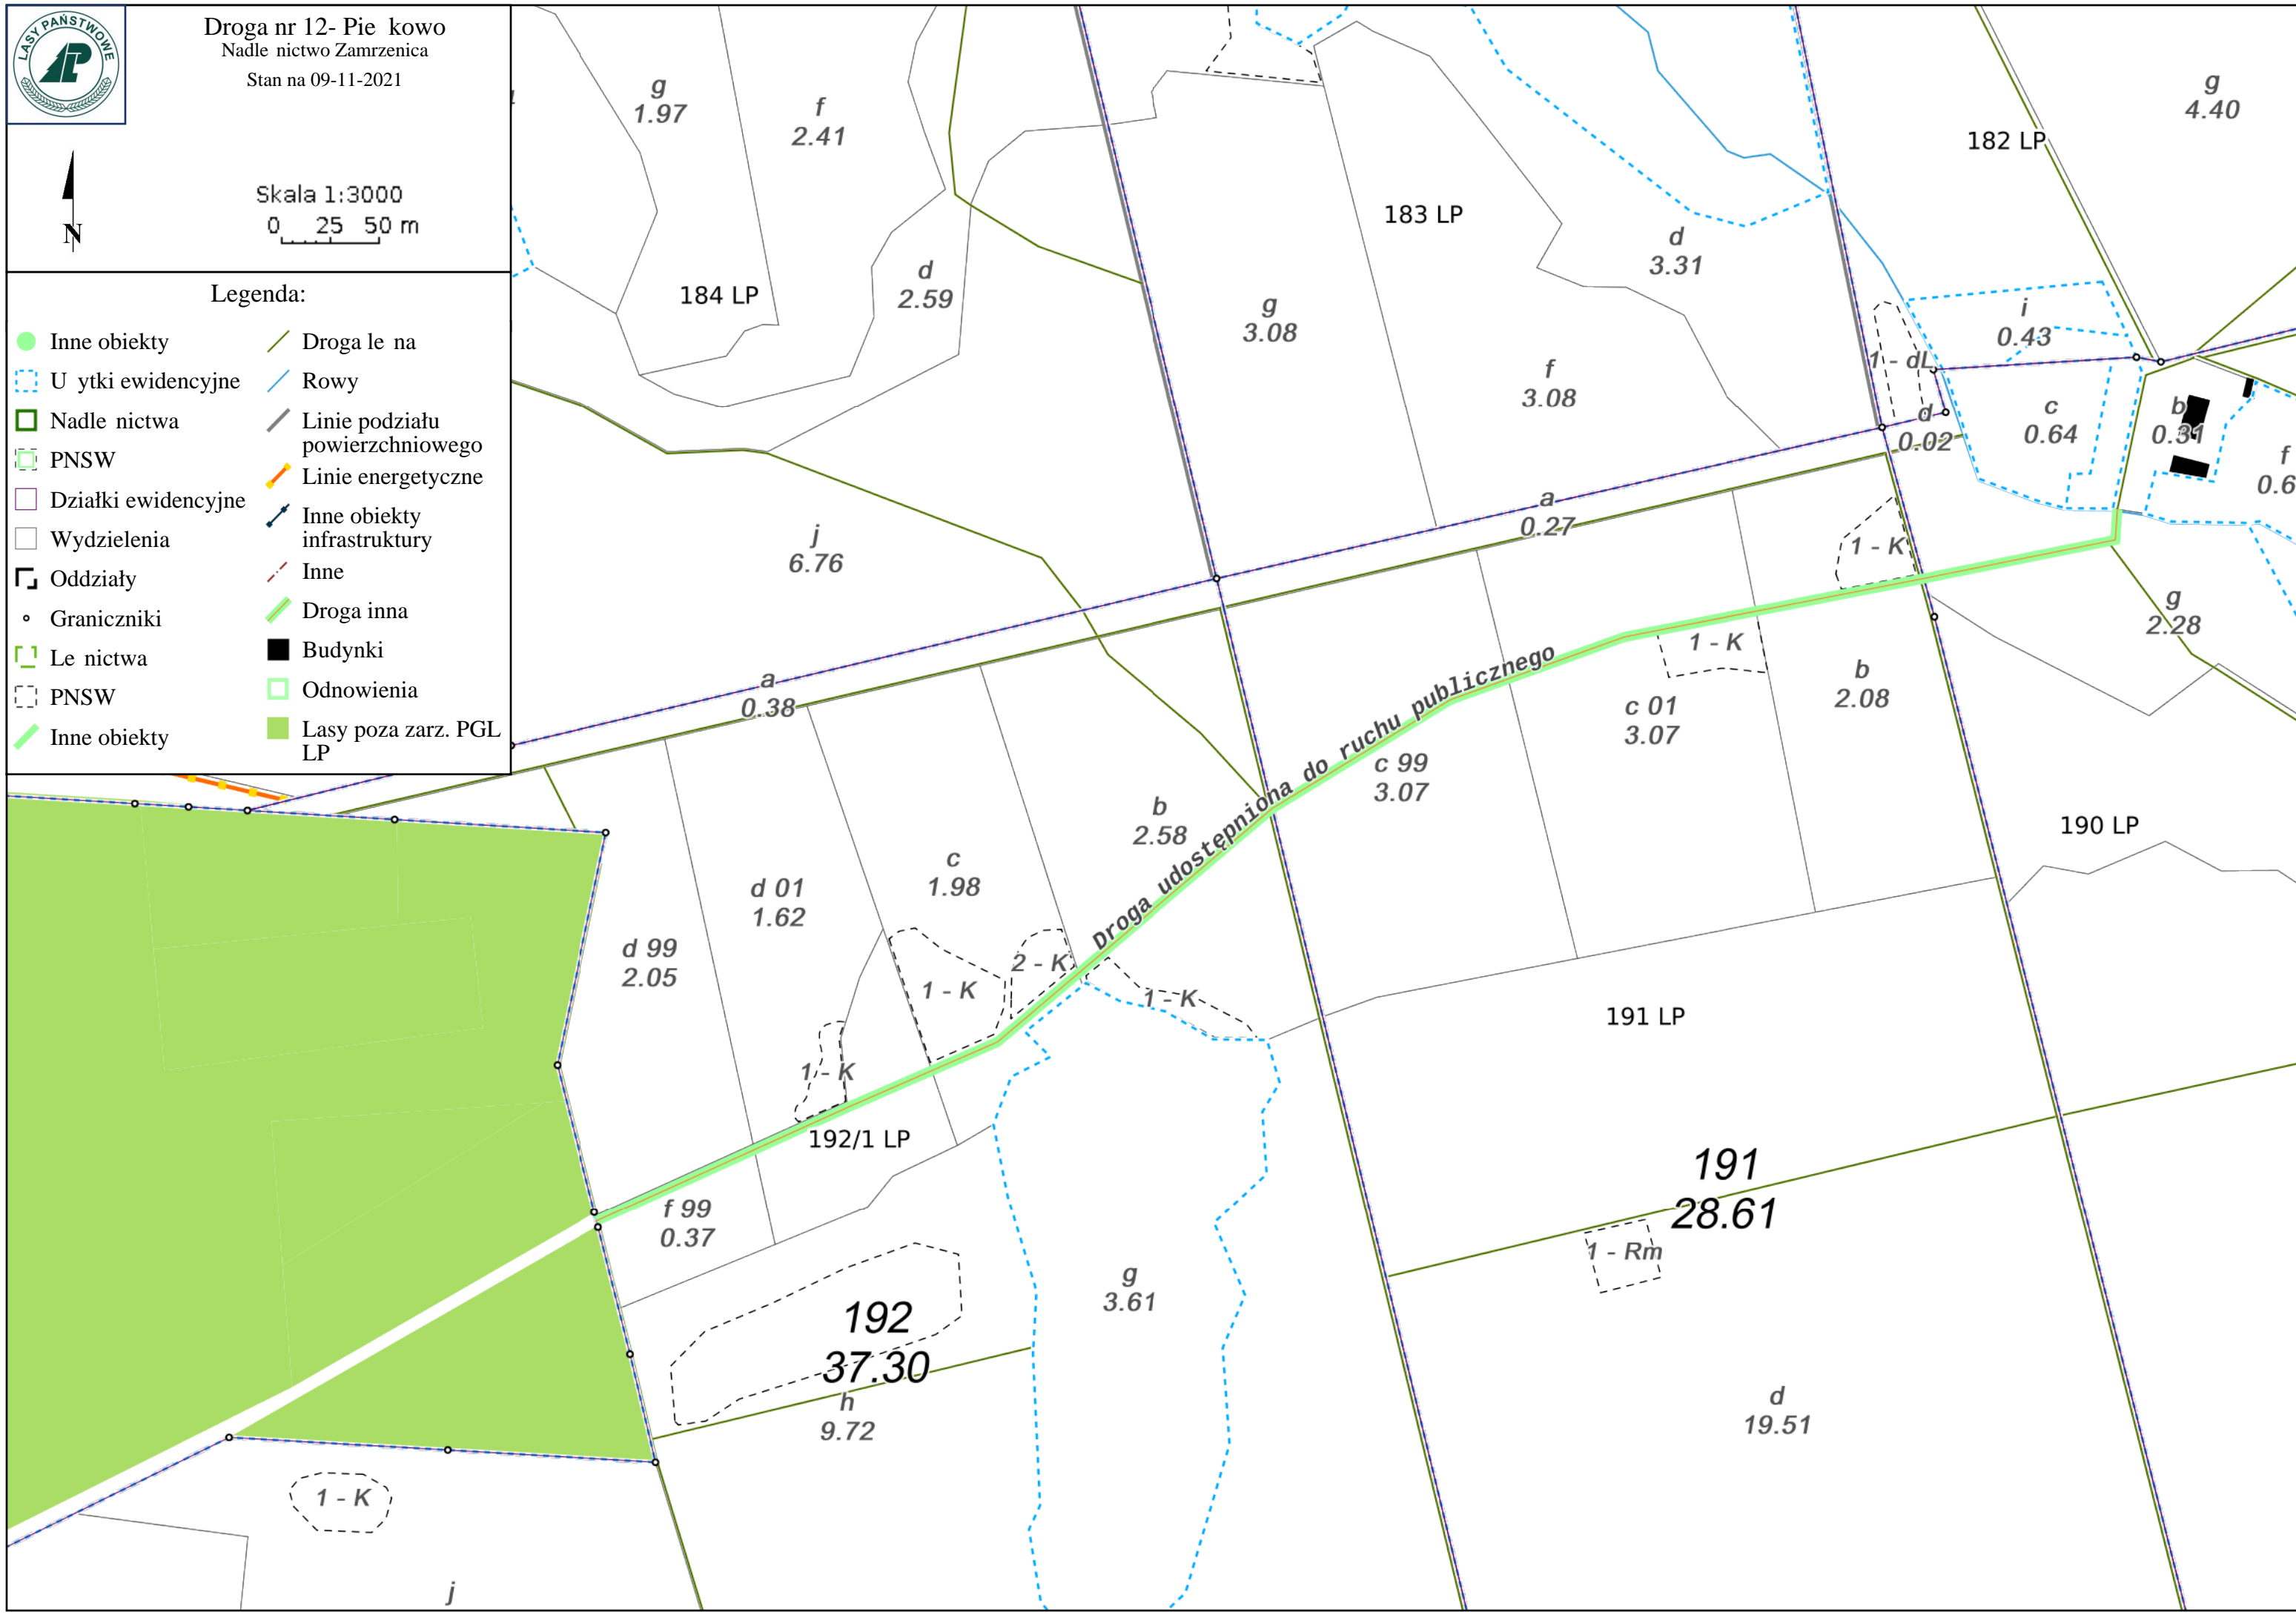 LASY PAŃSTWOWE
Droga nr 12- Pie kowo
Nadle nictwo Zamrzenica
Stan na 09-11-2021
N
Skala 1:3000
0 25 50 m
Legenda:
Inne obiekty
U ytki ewidencyjne
Nadle nictwa
PNSW
Działki ewidencyjne
Wydzielenia
Oddziały
Graniczniki
Le nictwa
PNSW
Inne obiekty
Droga le na
Rowy
Linie podziału
powierzchniowego
Linie energetyczne
Inne obiekty
infrastruktury
Inne
Droga inna
Budynki
Odnowienia
Lasy poza zarz. PGL
LP
g
1.97
f
2.41
184 LP
d
2.59
j
6.76
g
3.08
183 LP
d
3.31
f
3.08
182 LP
g
4.40
i
0.43
1 - dL
d
0.02
c
0.64
b
0.31
f
0.6
a
0.27
a
0.38
1 - K
1 - K
g
2.28
b
2.08
c 01
3.07
c 99
3.07
Droga udostępniona do ruchu publicznego
b
2.58
c
1.98
d 01
1.62
d 99
2.05
190 LP
2 - K
1 - K
1 - K
1 - K
191 LP
192/1 LP
f 99
0.37
191
28.61
1 - Rm
g
3.61
192
37.30
h
9.72
d
19.51
1 - K
j